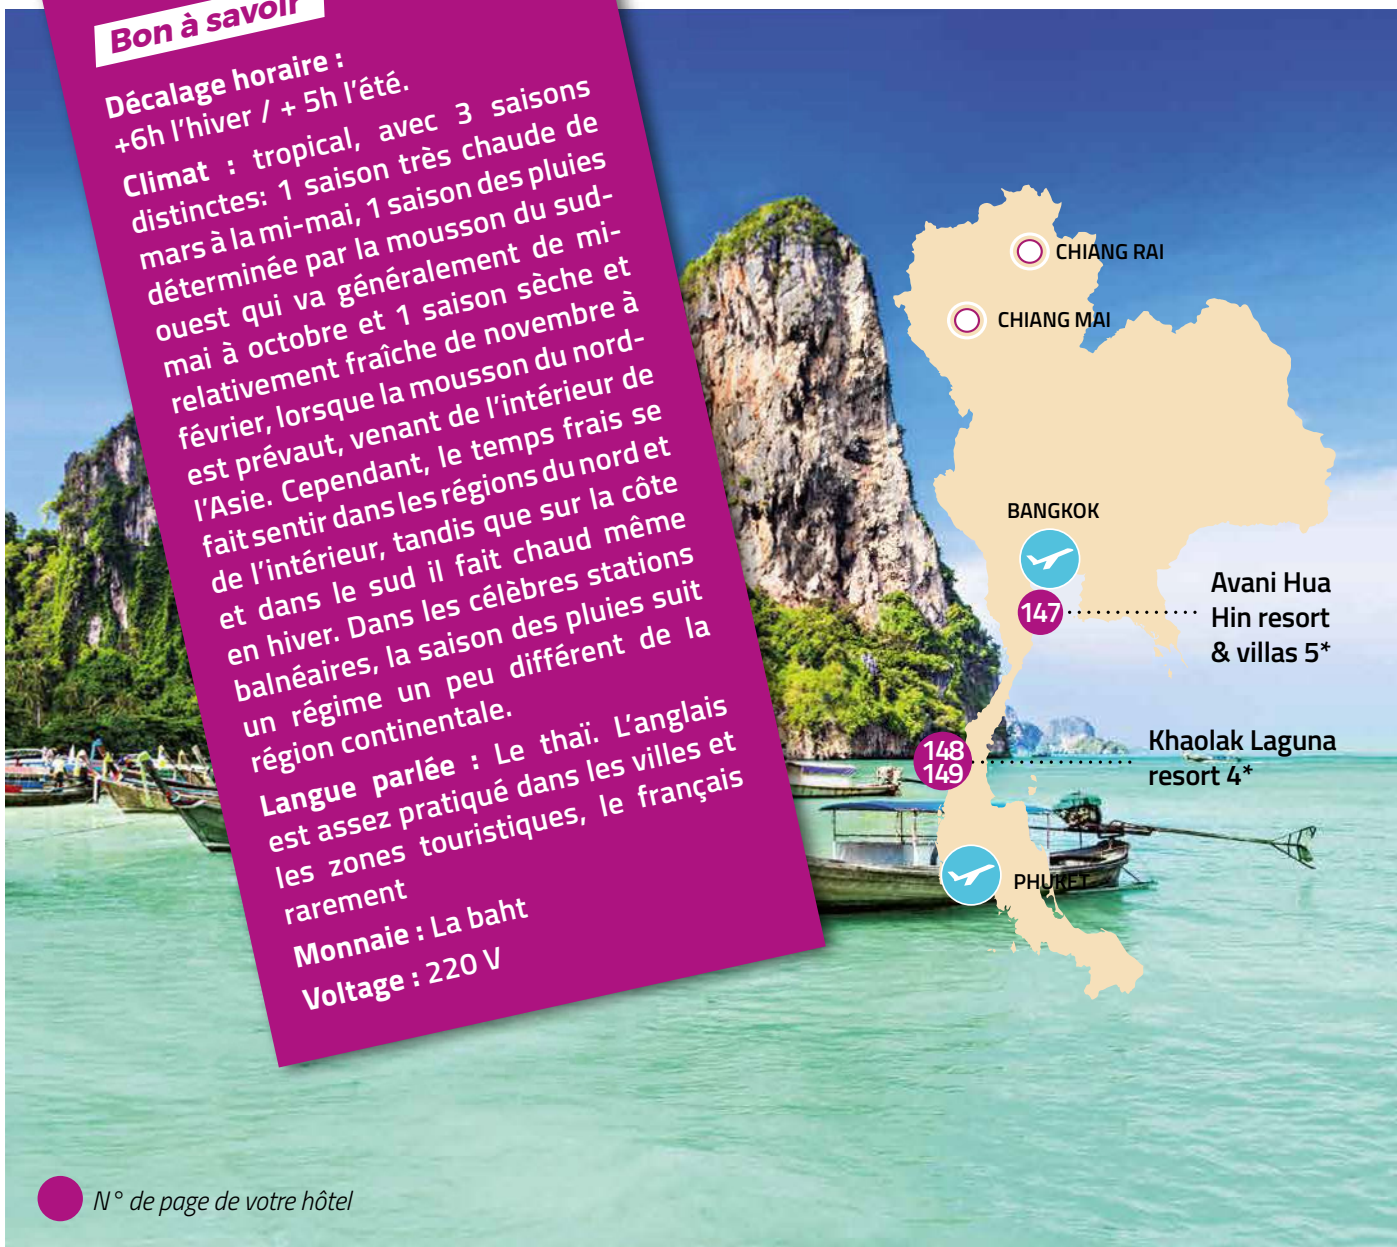 Bon à savoir
Décalage horaire :
+6h l'hiver / + 5h l'été.
Climat : tropical, avec 3 saisons
distinctes: 1 saison très chaude de
mars à la mi-mai, 1 saison des pluies
déterminée par la mousson du sud-
ouest qui va généralement de mi-
mai à octobre et 1 saison sèche et
relativement fraîche de novembre à
février, lorsque la mousson du nord-
est prévaut, venant de l'intérieur de
l'Asie. Cependant, le temps frais se
fait sentir dans les régions du nord et
de l'intérieur, tandis que sur la côte
et dans le sud il fait chaud même
en hiver. Dans les célèbres stations
balnéaires, la saison des pluies suit
un régime un peu différent de la
région continentale.
Langue parlée : Le thaï. L'anglais
est assez pratiqué dans les villes et
les zones touristiques, le français
rarement
Monnaie : La baht
Voltage : 220 V
CHIANG RAI
CHIANG MAI
BANGKOK
147
Avani Hua
Hin resort
& villas 5*
148
149
Khaolak Laguna
resort 4*
PHUKET
N° de page de votre hôtel